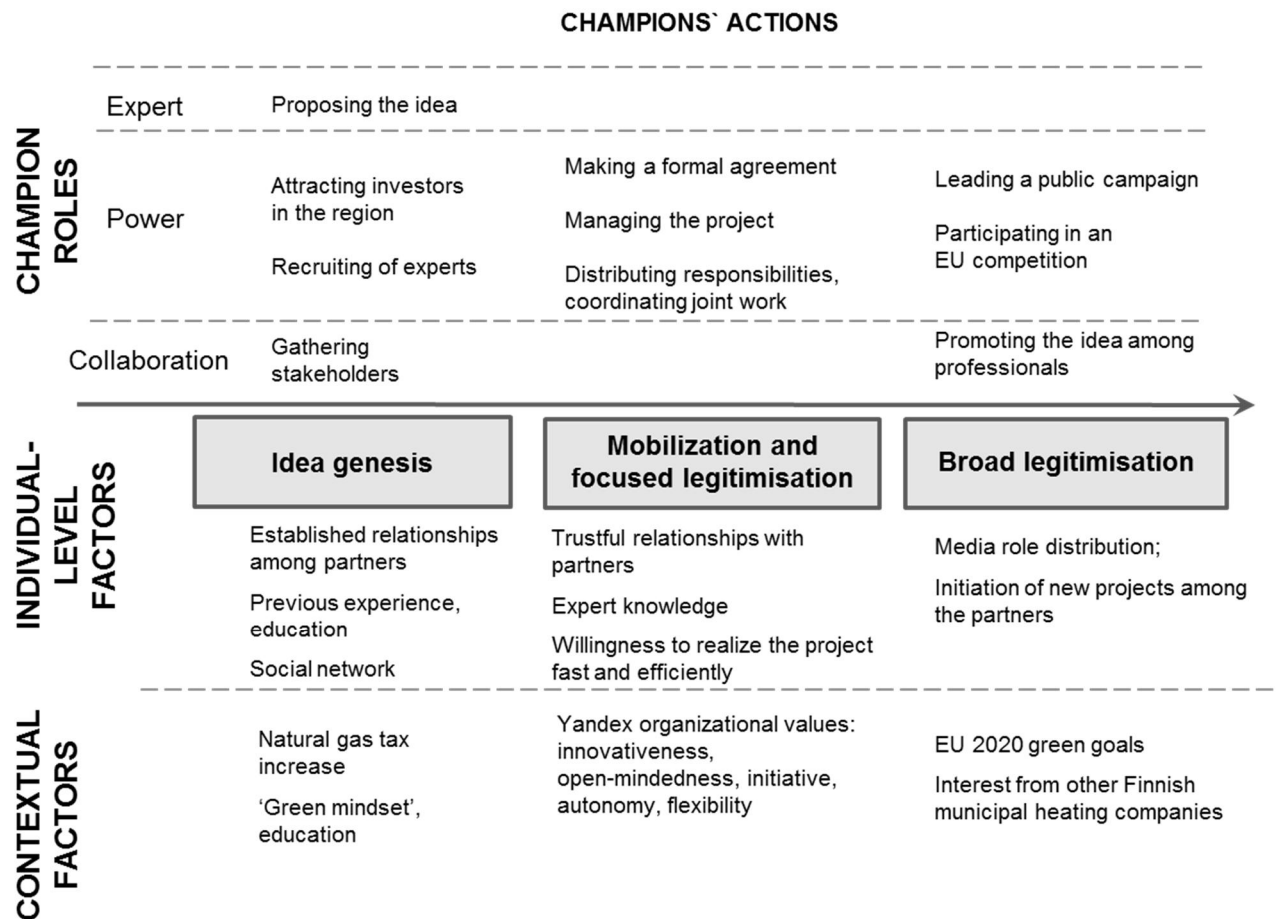 CHAMPIONS` ACTIONS
CHAMPION
ROLES
Expert
Proposing the idea
Power
Attracting investors
in the region
Recruiting of experts
Making a formal agreement
Managing the project
Distributing responsibilities,
coordinating joint work
Leading a public campaign
Participating in an
EU competition
Collaboration
Gathering
stakeholders
Promoting the idea among
professionals
Idea genesis
Mobilization and
focused legitimisation
Broad legitimisation
INDIVIDUAL-
LEVEL
FACTORS
Established relationships
among partners
Previous experience,
education
Social network
Trustful relationships with
partners
Expert knowledge
Willingness to realize the project
fast and efficiently
Media role distribution;
Initiation of new projects among
the partners
CONTEXTUAL
FACTORS
Natural gas tax
increase
‘Green mindset’,
education
Yandex organizational values:
innovativeness,
open-mindedness, initiative,
autonomy, flexibility
EU 2020 green goals
Interest from other Finnish
municipal heating companies